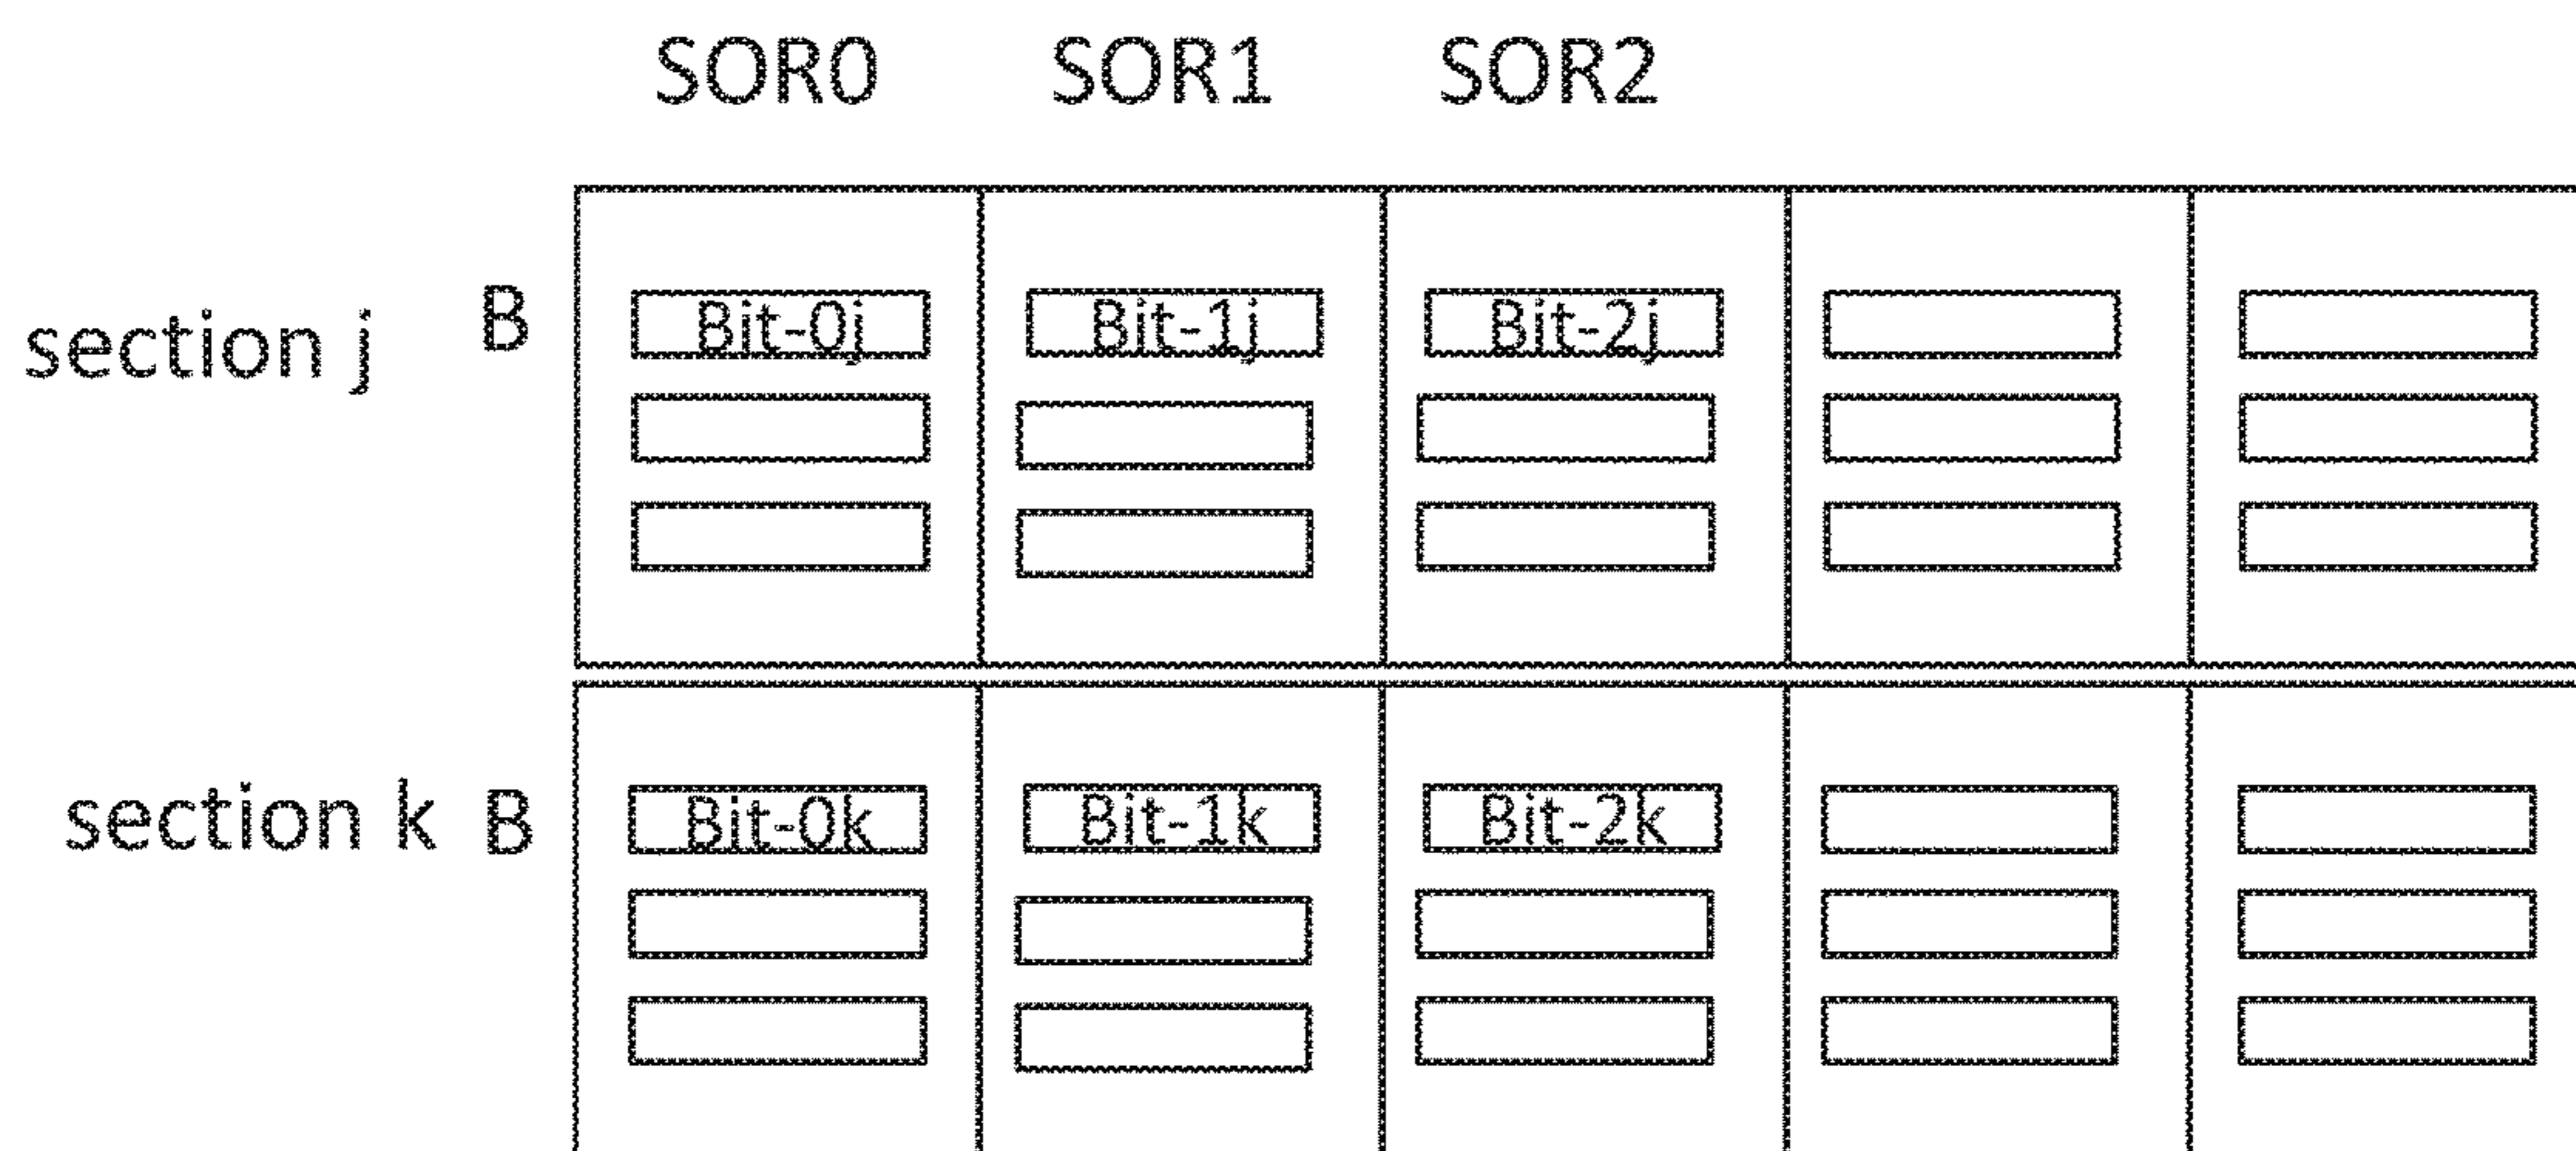 SOR0 SOR1 SOR2
section j B Bit-0j Bit-1j Bit-2j
section k B Bit-0k Bit-1k Bit-2k